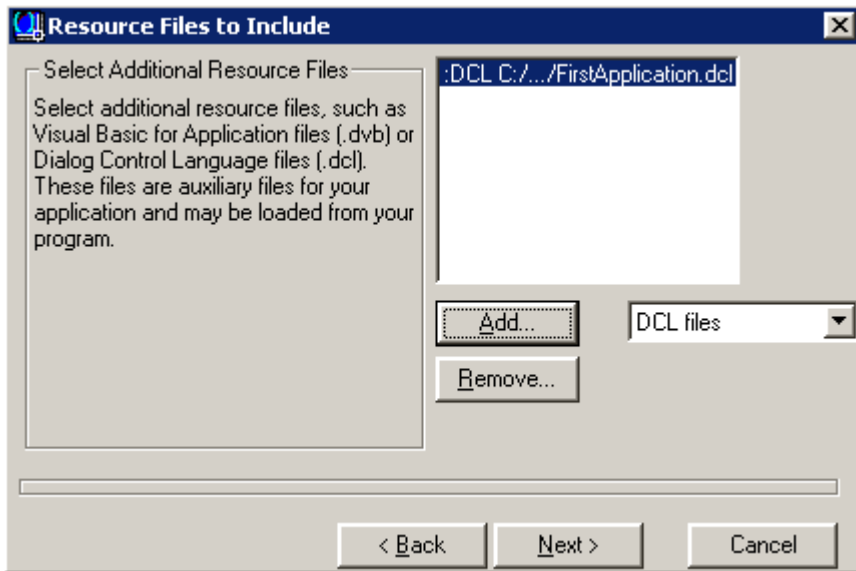 Resource Files to Include
Select Additional Resource Files
Select additional resource files, such as
Visual Basic for Application files (.dvb) or
Dialog Control Language files (.dcl).
These files are auxiliary files for your
application and may be loaded from your
program.
:DCL C:/.../FirstApplication.dcl
Add...
DCL files
Remove...
< Back
Next >
Cancel